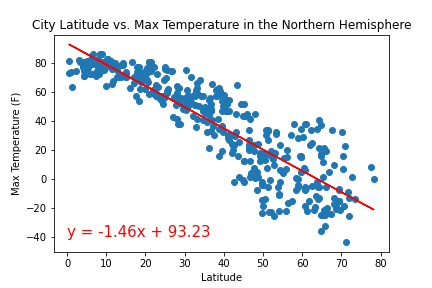 City Latitude vs. Max Temperature in the Northern Hemisphere
Max Temperature (F)
80
60
40
20
0
−20
−40
y = -1.46x + 93.23
0 10 20 30 40 50 60 70 80
Latitude